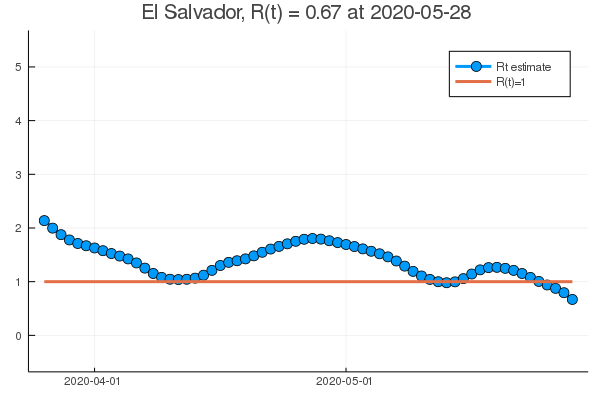 El Salvador, R(t) = 0.67 at 2020-05-28
Rt estimate
R(t)=1
5
4
3
2
1
0
2020-04-01
2020-05-01